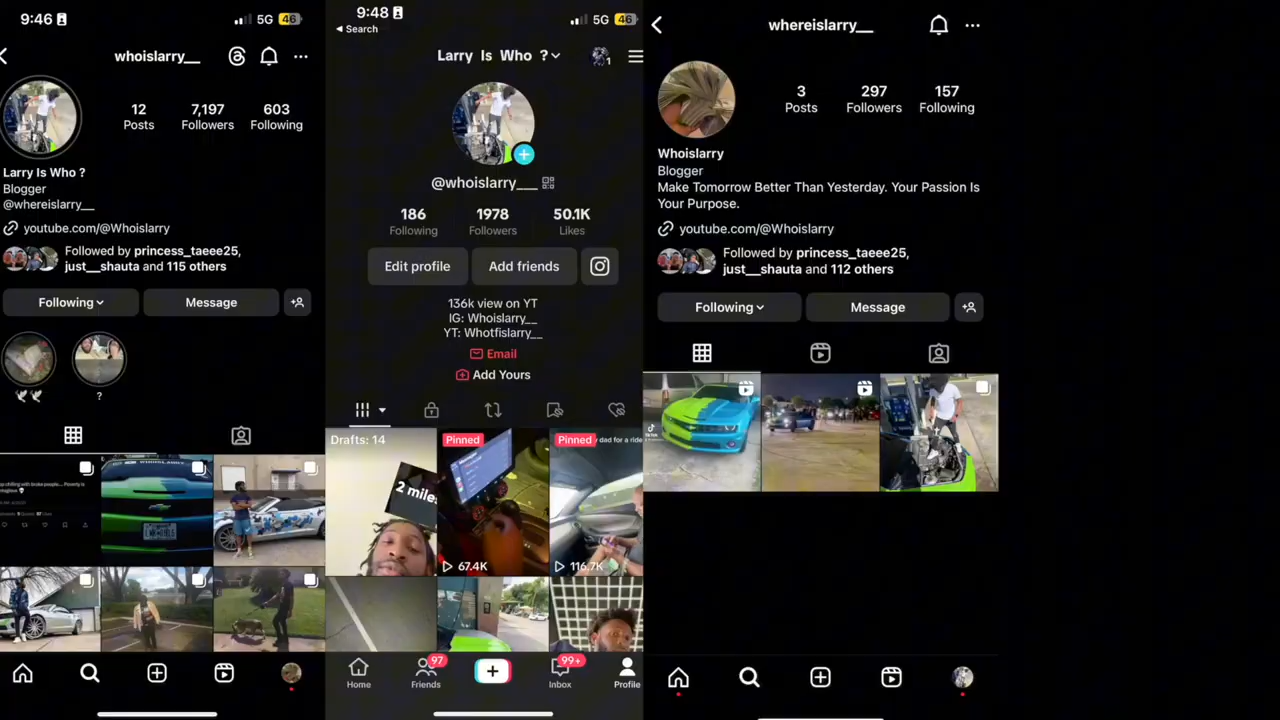 9:46
5G
46
whoislarry__
12
Posts
7,197
Followers
603
Following
Larry Is Who ?
Blogger
@whereislarry__
youtube.com/@Whoislarry
Followed by princess_taeee25,
just__shauta and 115 others
Following
Message
?
9:48
Search
5G
46
Larry Is Who ?
1
@whoislarry___
186
Following
1978
Followers
50.1K
Likes
Edit profile
Add friends
136k view on YT
IG: Whoislarry__
YT: Whotfislarry__
Email
Add Yours
Drafts: 14
2 miles
Pinned
67.4K
Pinned
dad for a ride
116.7K
Home
97
Friends
99+
Inbox
Profile
whereislarry__
3
Posts
297
Followers
157
Following
Whoislarry
Blogger
Make Tomorrow Better Than Yesterday. Your Passion Is
Your Purpose.
youtube.com/@Whoislarry
Followed by princess_taeee25,
just__shauta and 112 others
Following
Message